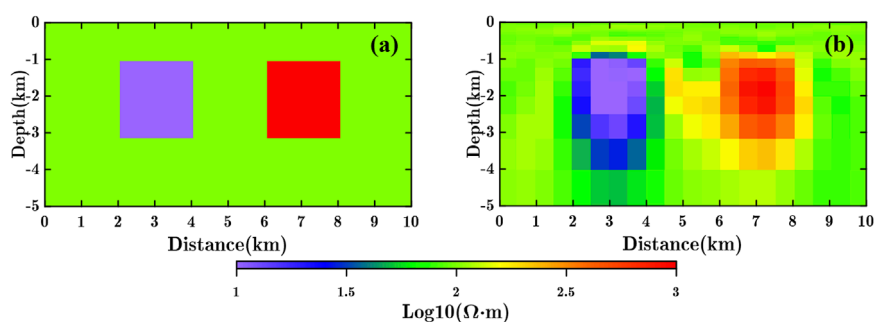 (a)
0
-1
-2
-3
-4
-5
Depth(km)
0 1 2 3 4 5 6 7 8 9 10
Distance(km)
(b)
0
-1
-2
-3
-4
-5
Depth(km)
0 1 2 3 4 5 6 7 8 9 10
Distance(km)
1 1.5 2 2.5 3
Log10(Ω·m)